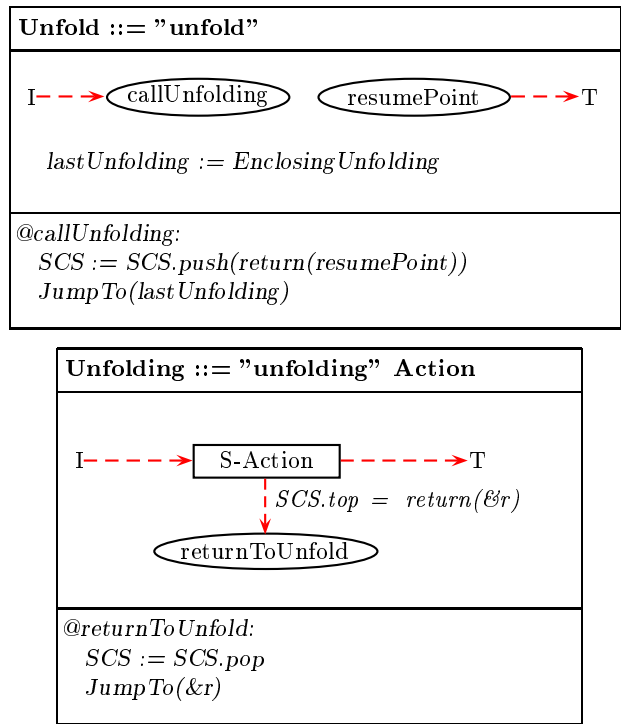 Unfold ::= ”unfold”
I callUnfolding resumePoint T
lastUnfolding := EnclosingUnfolding
@callUnfolding:
SCS := SCS.push(return(resumePoint))
JumpTo(lastUnfolding)
Unfolding ::= ”unfolding” Action
I S-Action T
SCS.top = return(&r)
returnToUnfold
@returnToUnfold:
SCS := SCS.pop
JumpTo(&r)